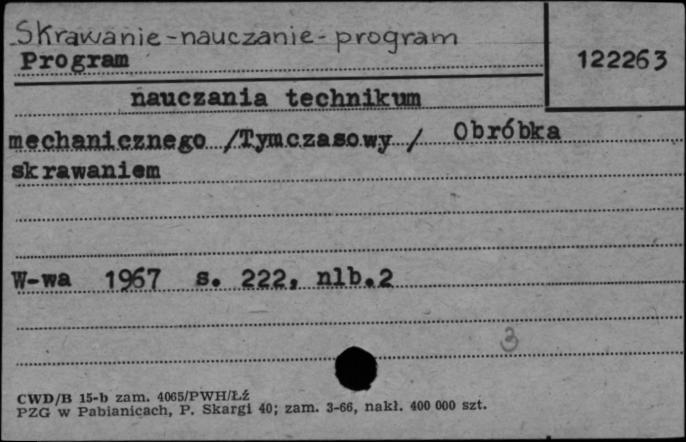 Skrawanie-nauczanie-program
Program
122263
nauczania technikum
mechanicznego /Tymczasowy / Obróbka
skrawaniem
W-wa 1967 s. 222, nlb.2
3
CWD/B 15-b zam. 4065/PWH/Łź
PZG w Pabianicach, P. Skargi 40; zam. 3-66, nakł. 400 000 szt.